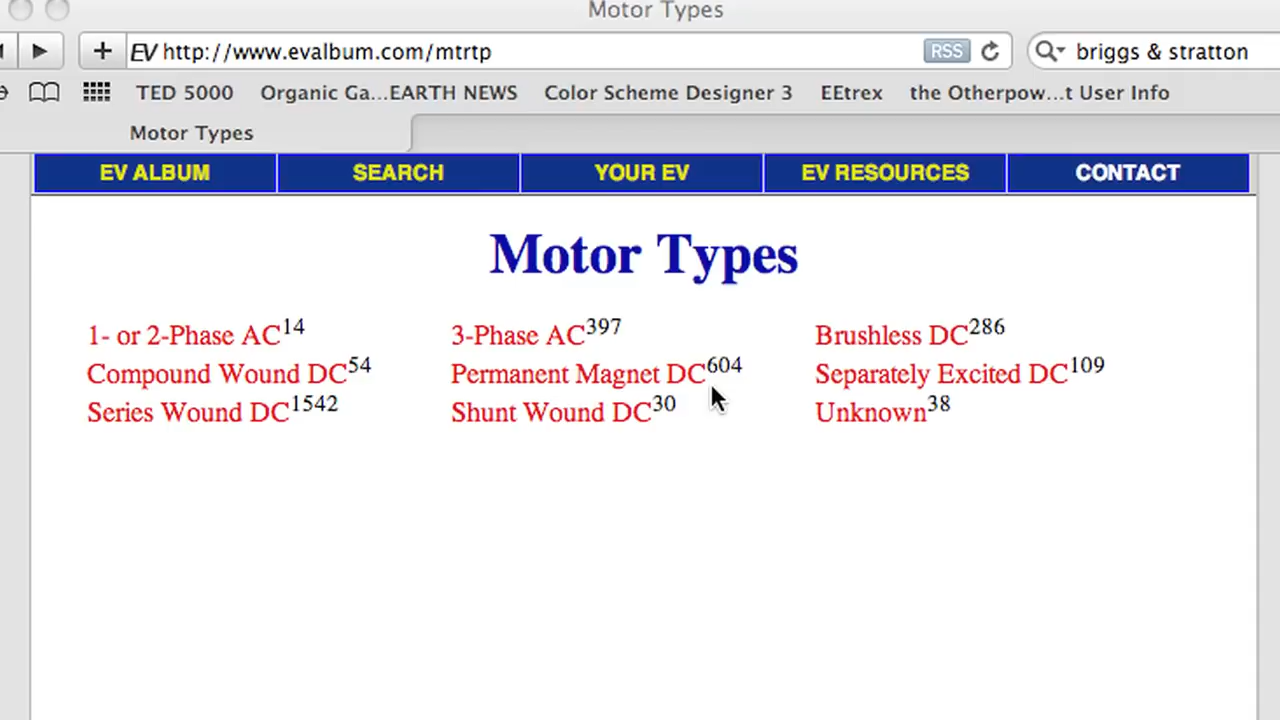 Motor Types
EV http://www.evalbum.com/mtrtp RSS briggs & stratton
TED 5000 Organic Ga...EARTH NEWS Color Scheme Designer 3 EEtrex the Otherpow...t User Info
Motor Types
EV ALBUM SEARCH YOUR EV EV RESOURCES CONTACT
Motor Types
1- or 2-Phase AC14 3-Phase AC397 Brushless DC286
Compound Wound DC54 Permanent Magnet DC604 Separately Excited DC109
Series Wound DC1542 Shunt Wound DC30 Unknown38